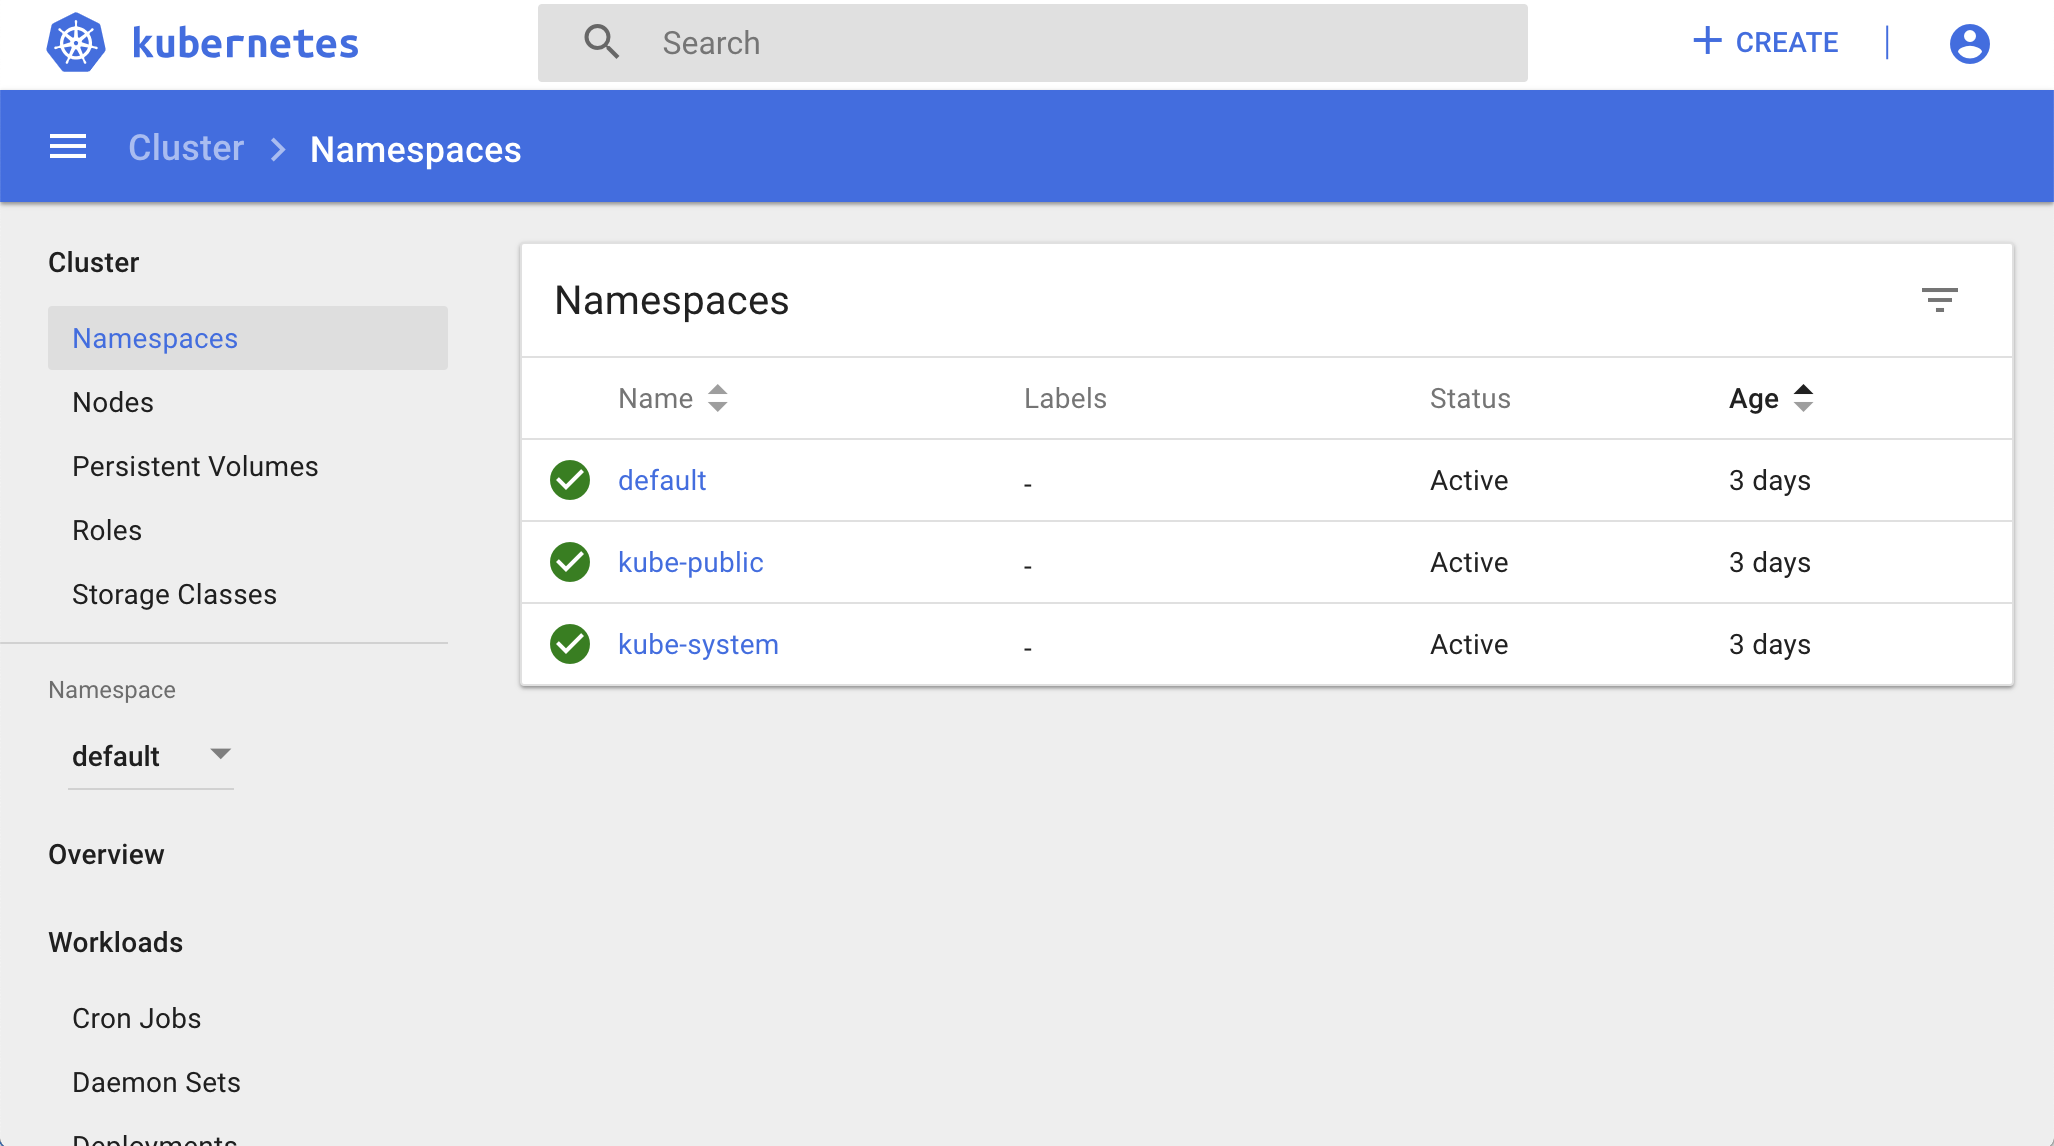 kubernetes
Search
CREATE
Cluster > Namespaces
Cluster
Namespaces
Nodes
Persistent Volumes
Roles
Storage Classes
Namespace
default
Overview
Workloads
Cron Jobs
Daemon Sets
Deployments
Namespaces
Name Labels Status Age
default - Active 3 days
kube-public - Active 3 days
kube-system - Active 3 days